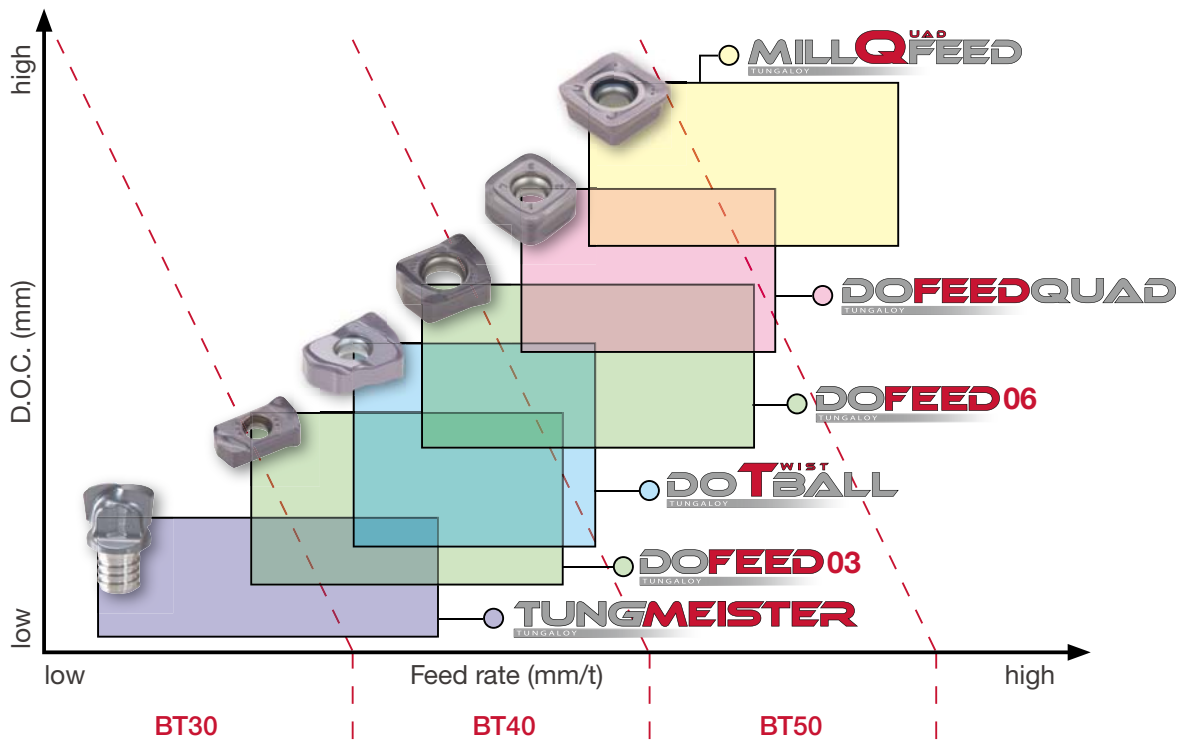 high
MILLQUADFEED
TUNGALOY
D.O.C. (mm)
DOFEEDQUAD
TUNGALOY
DOFEED06
TUNGALOY
DOTWISTBALL
TUNGALOY
DOFEED03
TUNGALOY
TUNGMEISTER
TUNGALOY
low
low
Feed rate (mm/t)
high
BT30
BT40
BT50